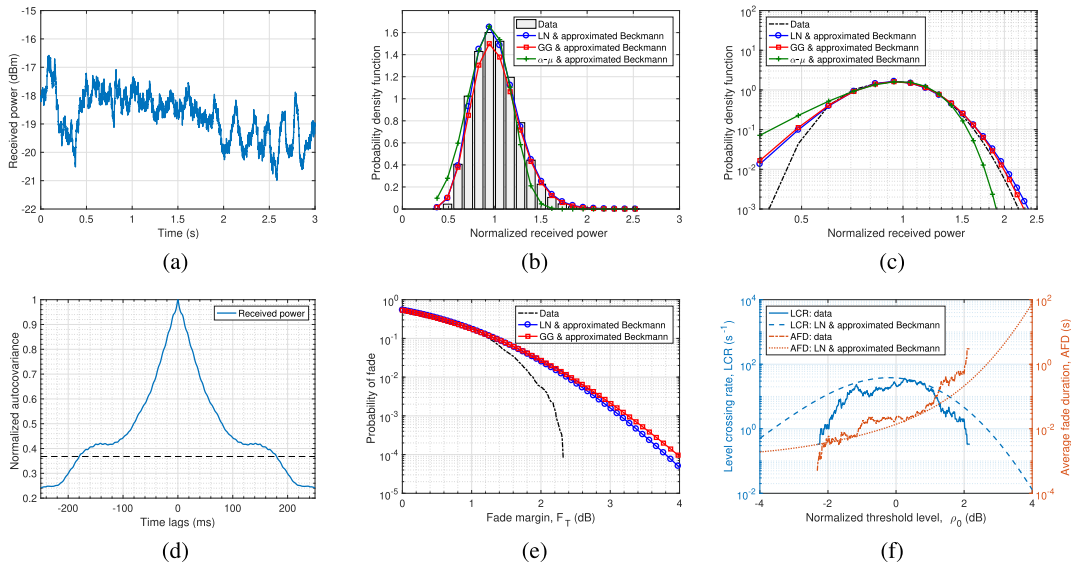 -16
-17
-18
-19
-20
-21
-22
0 0.5 1 1.5 2 2.5 3
Time (s)
Received power (dBm)
(a)
1.8
1.6
1.4
1.2
1
0.8
0.6
0.4
0.2
0
0 0.5 1 1.5 2 2.5 3
Normalized received power
Probability density function
Data
LN & approximated Beckmann
GG & approximated Beckmann
α-μ & approximated Beckmann
(b)
10^2
10^1
10^0
10^-1
10^-2
10^-3
0.5 1 1.5 2 2.5
Normalized received power
Probability density function
Data
LN & approximated Beckmann
GG & approximated Beckmann
α-μ & approximated Beckmann
(c)
1
0.9
0.8
0.7
0.6
0.5
0.4
0.3
0.2
-200 -100 0 100 200
Time lags (ms)
Normalized autocovariance
Received power
(d)
10^0
10^-1
10^-2
10^-3
10^-4
10^-5
0 1 2 3 4
Fade margin, F_T (dB)
Probability of fade
Data
LN & approximated Beckmann
GG & approximated Beckmann
(e)
10^4
10^2
10^0
10^-2
Level crossing rate, LCR (s^-1)
-4 -2 0 2 4
Normalized threshold level, ρ_0 (dB)
10^2
10^0
10^-2
10^-4
Average fade duration, AFD (s)
LCR: data
LCR: LN & approximated Beckmann
AFD: data
AFD: LN & approximated Beckmann
(f)